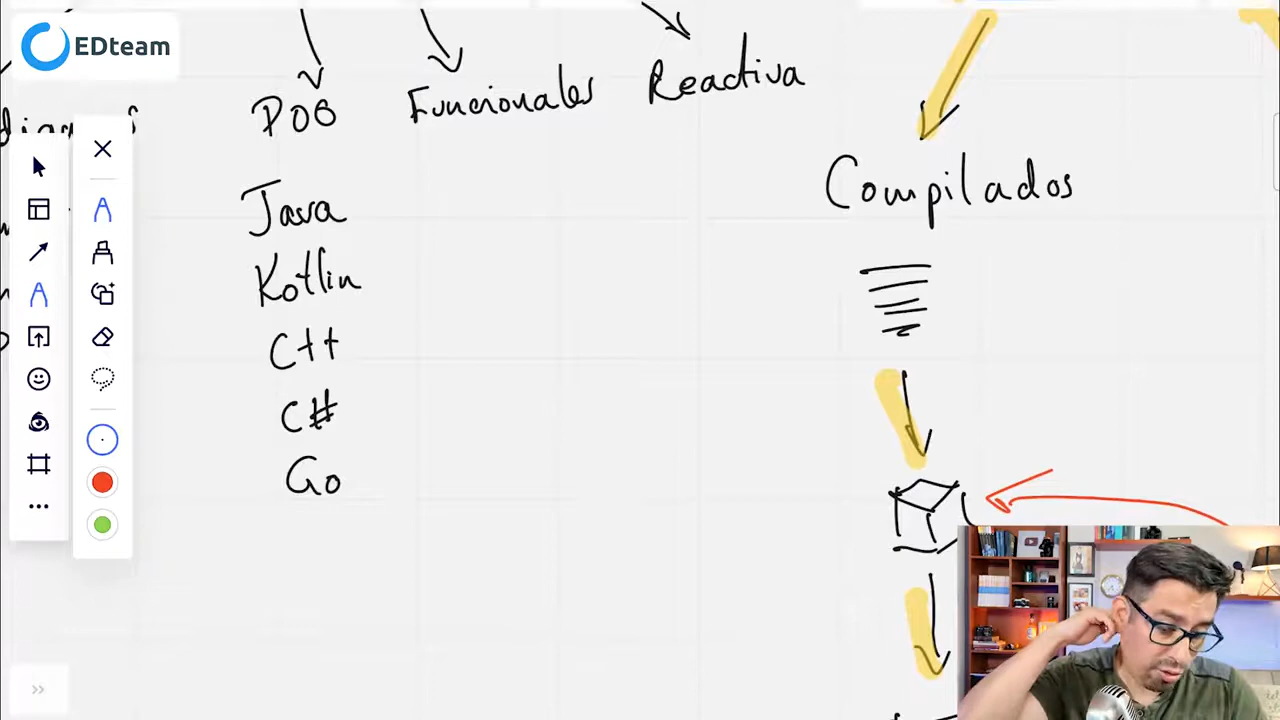 EDteam
POO Funcionales Reactiva
Compilados
Java
Kotlin
C++
C#
Go